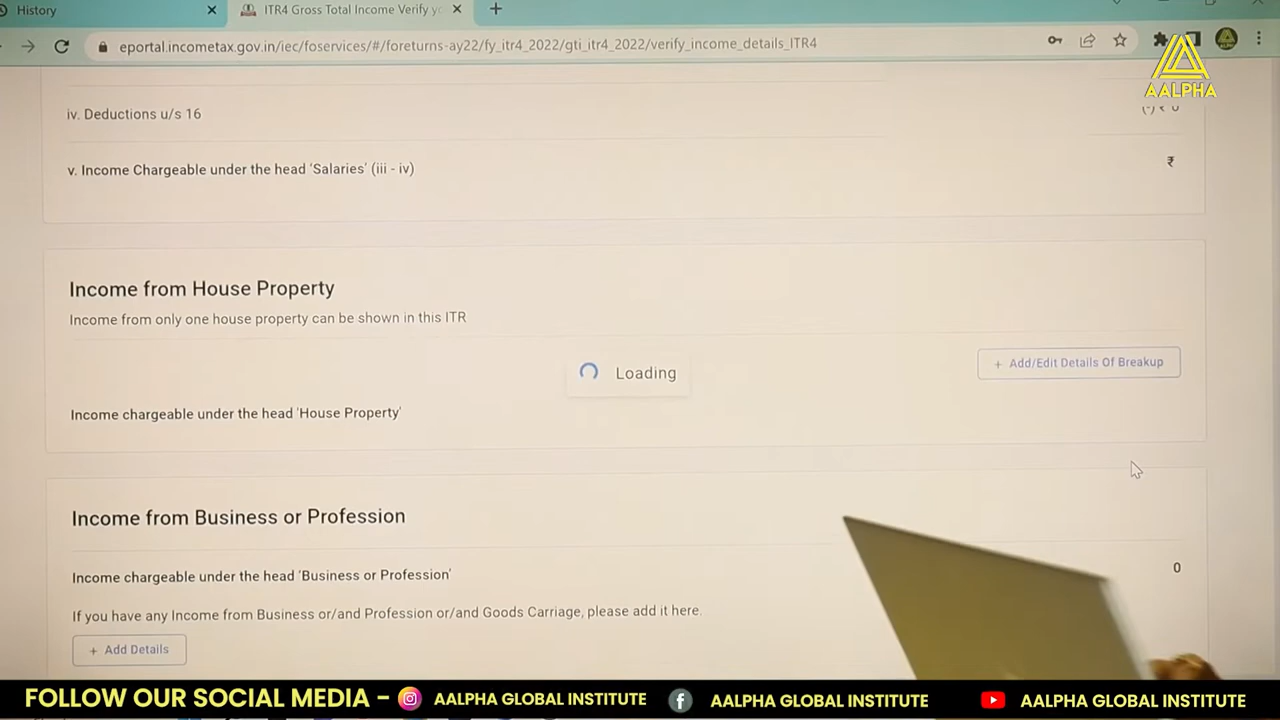 History
ITR4 Gross Total Income Verify yo
eportal.incometax.gov.in/iec/foservices/#/foreturns-ay22/fy_itr4_2022/gti_itr4_2022/verify_income_details_ITR4
AALPHA
iv. Deductions u/s 16
(-) ₹ 0
v. Income Chargeable under the head 'Salaries' (iii - iv)
₹
Income from House Property
Income from only one house property can be shown in this ITR
+ Add/Edit Details Of Breakup
Loading
Income chargeable under the head 'House Property'
Income from Business or Profession
Income chargeable under the head 'Business or Profession'
0
If you have any Income from Business or/and Profession or/and Goods Carriage, please add it here.
+ Add Details
FOLLOW OUR SOCIAL MEDIA – AALPHA GLOBAL INSTITUTE AALPHA GLOBAL INSTITUTE AALPHA GLOBAL INSTITUTE